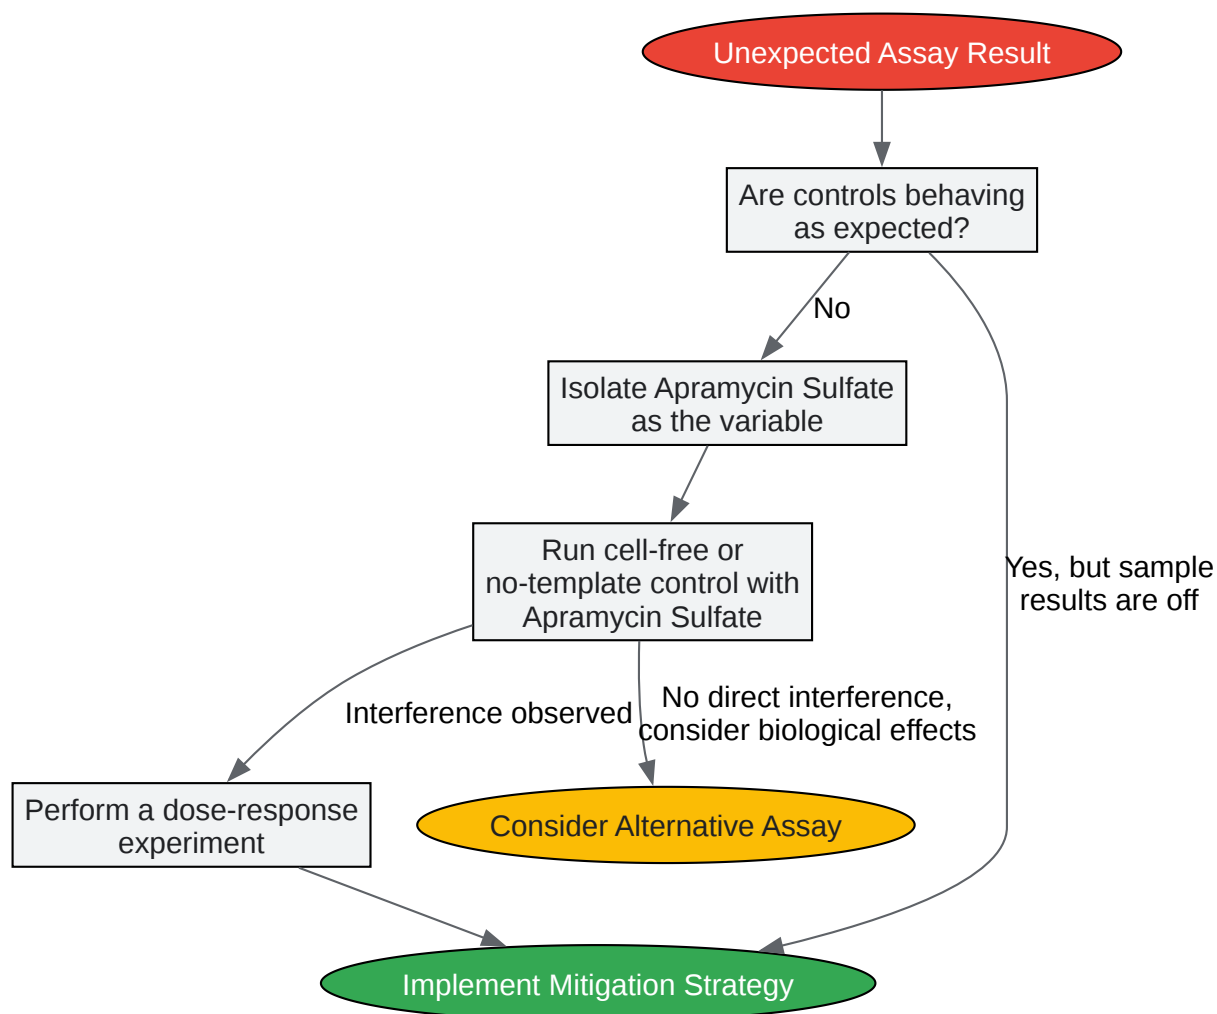 Unexpected Assay Result
Are controls behaving
as expected?
No
Isolate Apramycin Sulfate
as the variable
Run cell-free or
no-template control with
Apramycin Sulfate
Yes, but sample
results are off
Interference observed
No direct interference,
consider biological effects
Perform a dose-response
experiment
Consider Alternative Assay
Implement Mitigation Strategy